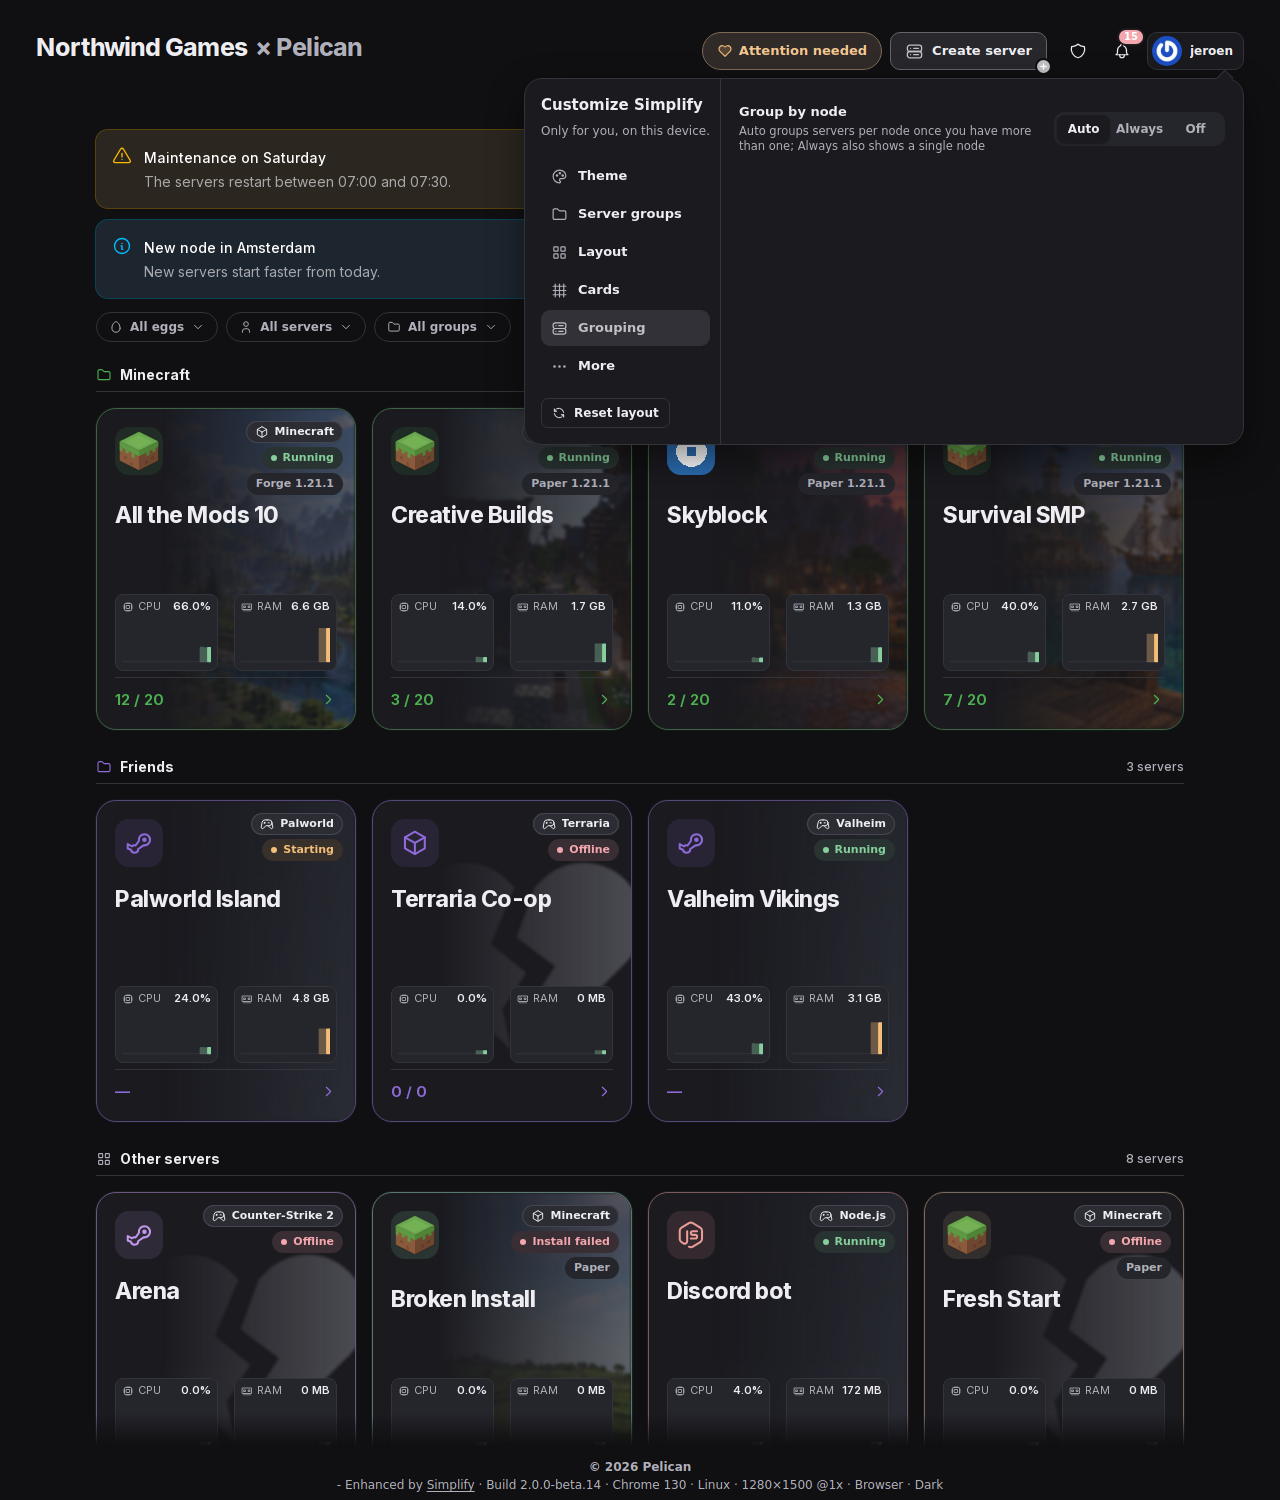 Northwind Games × Pelican
Attention needed
Create server
15
jeroen
Customize Simplify
Only for you, on this device.
Theme
Server groups
Layout
Cards
Grouping
More
Reset layout
Group by node
Auto groups servers per node once you have more
than one; Always also shows a single node
Auto Always Off
Maintenance on Saturday
The servers restart between 07:00 and 07:30.
New node in Amsterdam
New servers start faster from today.
All eggs All servers All groups
Minecraft
Minecraft
Running
Forge 1.21.1
All the Mods 10
CPU 66.0% RAM 6.6 GB
12 / 20
Running
Paper 1.21.1
Creative Builds
CPU 14.0% RAM 1.7 GB
3 / 20
Running
Paper 1.21.1
Skyblock
CPU 11.0% RAM 1.3 GB
2 / 20
Running
Paper 1.21.1
Survival SMP
CPU 40.0% RAM 2.7 GB
7 / 20
Friends 3 servers
Palworld
Starting
Palworld Island
CPU 24.0% RAM 4.8 GB
—
Terraria
Offline
Terraria Co-op
CPU 0.0% RAM 0 MB
0 / 0
Valheim
Running
Valheim Vikings
CPU 43.0% RAM 3.1 GB
—
Other servers 8 servers
Counter-Strike 2
Offline
Arena
CPU 0.0% RAM 0 MB
Minecraft
Install failed
Paper
Broken Install
CPU 0.0% RAM 0 MB
Node.js
Running
Discord bot
CPU 4.0% RAM 172 MB
Minecraft
Offline
Paper
Fresh Start
CPU 0.0% RAM 0 MB
© 2026 Pelican
- Enhanced by Simplify · Build 2.0.0-beta.14 · Chrome 130 · Linux · 1280×1500 @1x · Browser · Dark